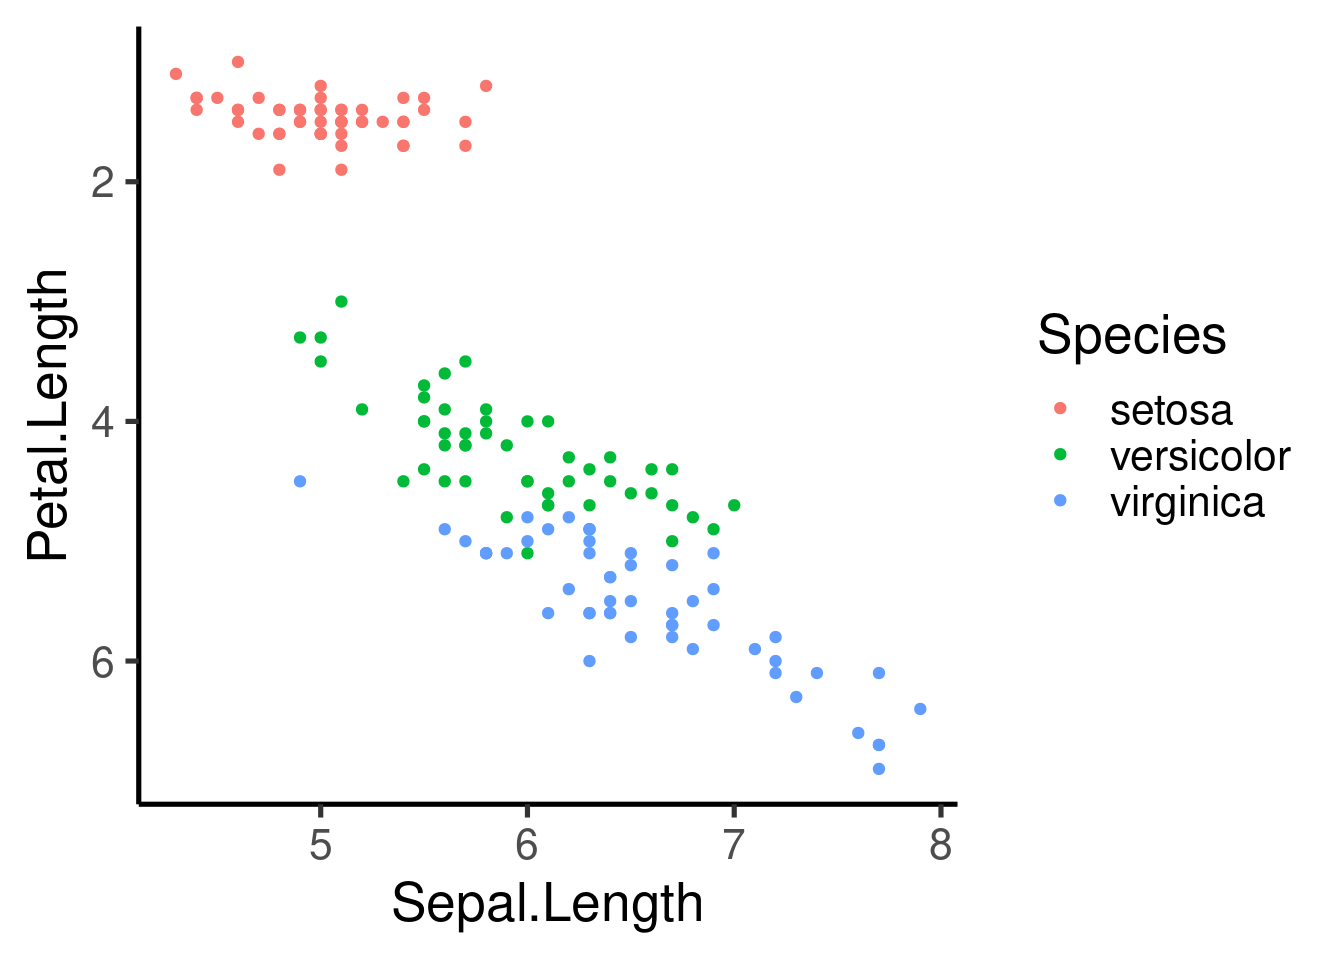 2
4
6
Petal.Length
5 6 7 8
Sepal.Length
Species
setosa
versicolor
virginica